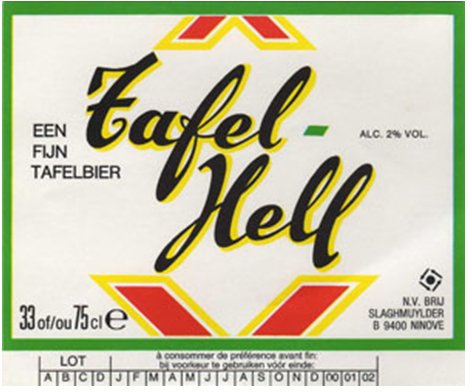 Tafel-
Hell
EEN
FIJN
TAFELBIER
ALC. 2% VOL.
33 of/ou 75 cl e
N.V. BRIJ
SLAGHMUYLDER
B 9400 NINOVE
LOT
à consommer de préférence avant fin:
bij voorkeur te gebruiken vóór einde:
A B C D J F M A M J J A S O N D 00 01 02